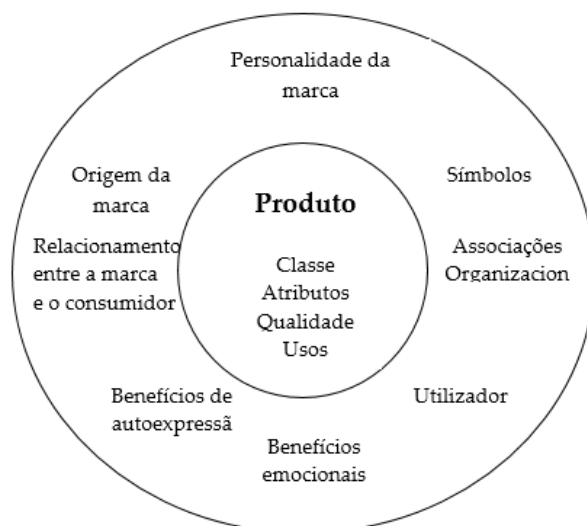 Personalidade da
marca
Origem da
marca
Símbolos
Produto
Relacionamento
entre a marca
e o consumidor
Associações
Organizacion
Classe
Atributos
Qualidade
Usos
Benefícios de
autoexpressã
Utilizador
Benefícios
emocionais